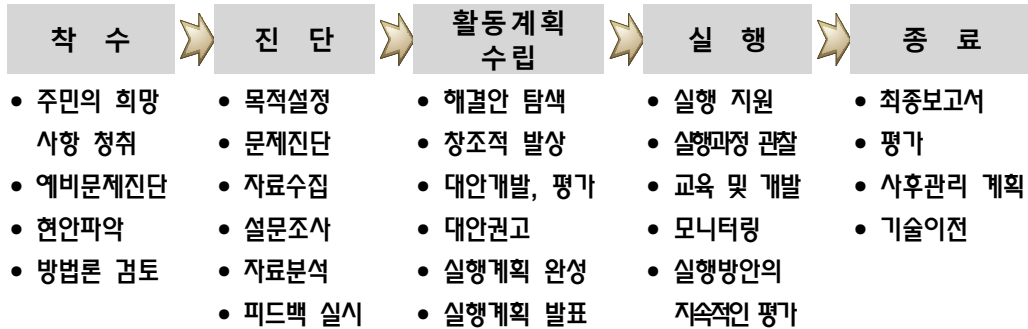 착 수
• 주민의 희망
사항 청취
• 예비문제진단
• 현안파악
• 방법론 검토
진 단
• 목적설정
• 문제진단
• 자료수집
• 설문조사
• 자료분석
• 피드백 실시
활동계획
수립
• 해결안 탐색
• 창조적 발상
• 대안개발, 평가
• 대안권고
• 실행계획 완성
• 실행계획 발표
실 행
• 실행 지원
• 실행과정 관찰
• 교육 및 개발
• 모니터링
• 실행방안의
지속적인 평가
종 료
• 최종보고서
• 평가
• 사후관리 계획
• 기술이전